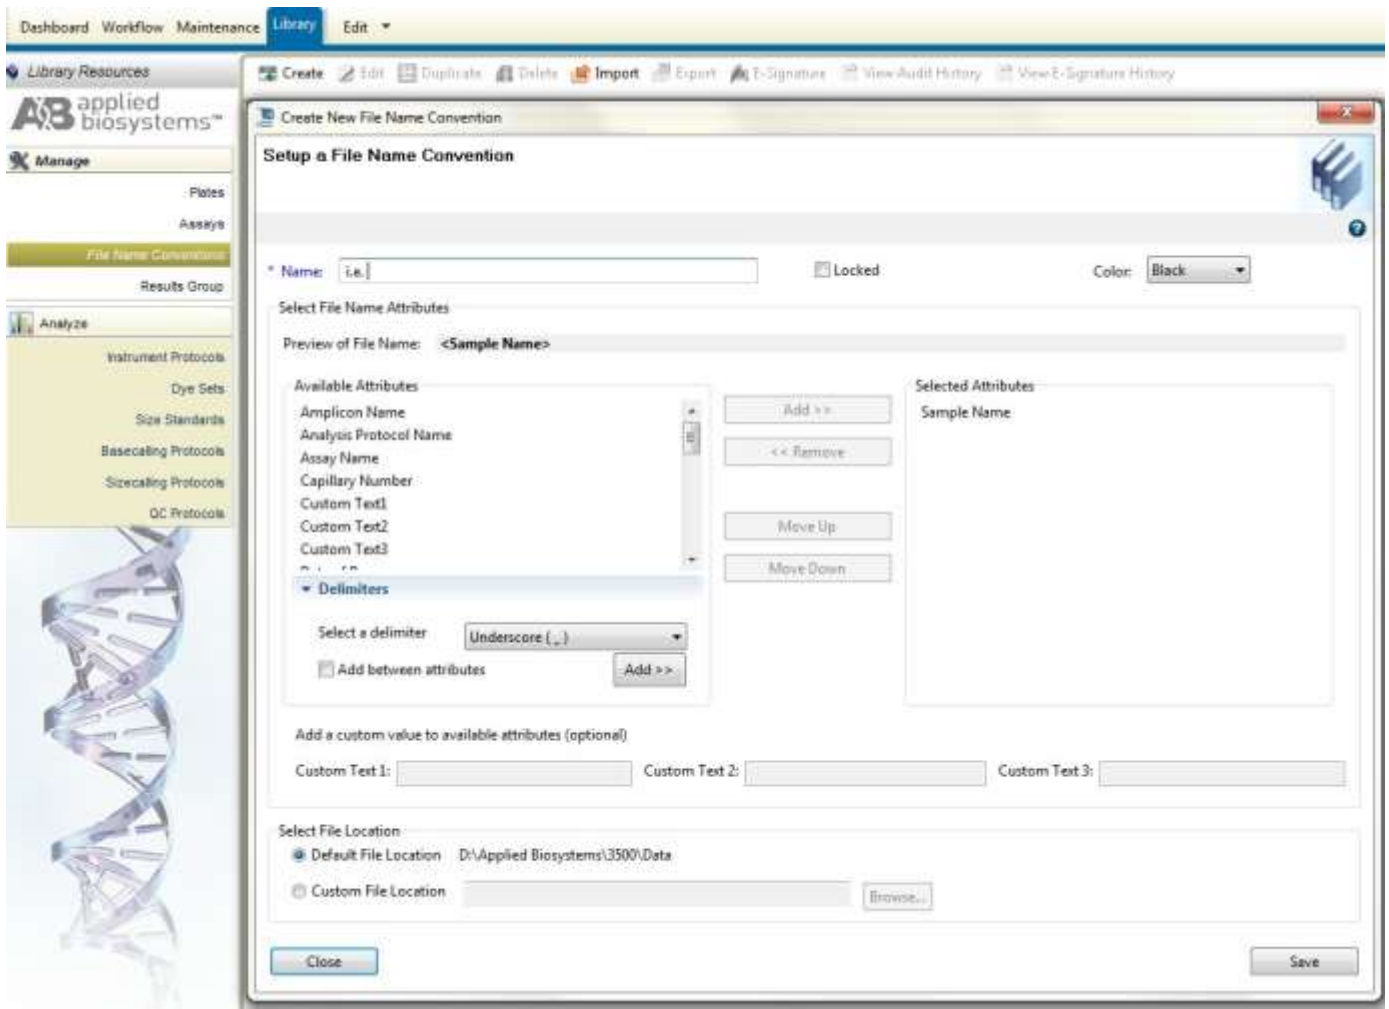 Dashboard Workflow Maintenance Library Edit
Library Resources
Create Edit Duplicate Delete Import Export E-Signature View Audit History View E-Signature History
AB applied biosystems™
Create New File Name Convention
Manage
Setup a File Name Convention
Plates
Assays
File Name Conventions
Results Group
* Name: i.e. Locked Color: Black
Select File Name Attributes
Analyze
Preview of File Name: <Sample Name>
Instrument Protocols
Dye Sets
Size Standards
Basecalling Protocols
Sizecalling Protocols
QC Protocols
Available Attributes
Amplicon Name
Analysis Protocol Name
Assay Name
Capillary Number
Custom Text1
Custom Text2
Custom Text3
Add >>
<< Remove
Move Up
Move Down
Selected Attributes
Sample Name
Delimiters
Select a delimiter Underscore ( _ )
Add between attributes Add >>
Add a custom value to available attributes (optional)
Custom Text 1: Custom Text 2: Custom Text 3:
Select File Location
Default File Location D:\Applied Biosystems\3500\Data
Custom File Location Browse...
Close Save